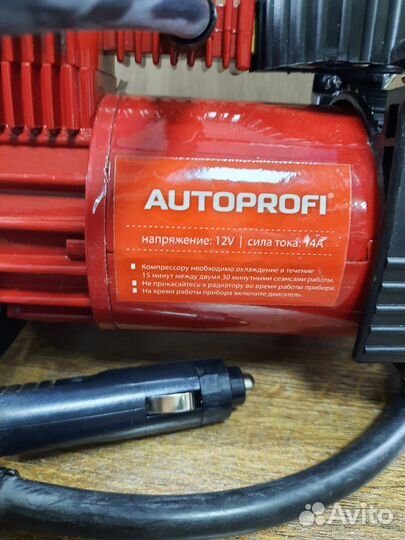 AUTOPROFI®
напряжение: 12V | сила тока: 14A
Компрессору необходимо охлаждение в течение
15 минут между двумя 30 минутными сеансами работы.
Не прикасайтесь к радиатору во время работы прибора.
На время работы прибора включите двигатель.
Avito